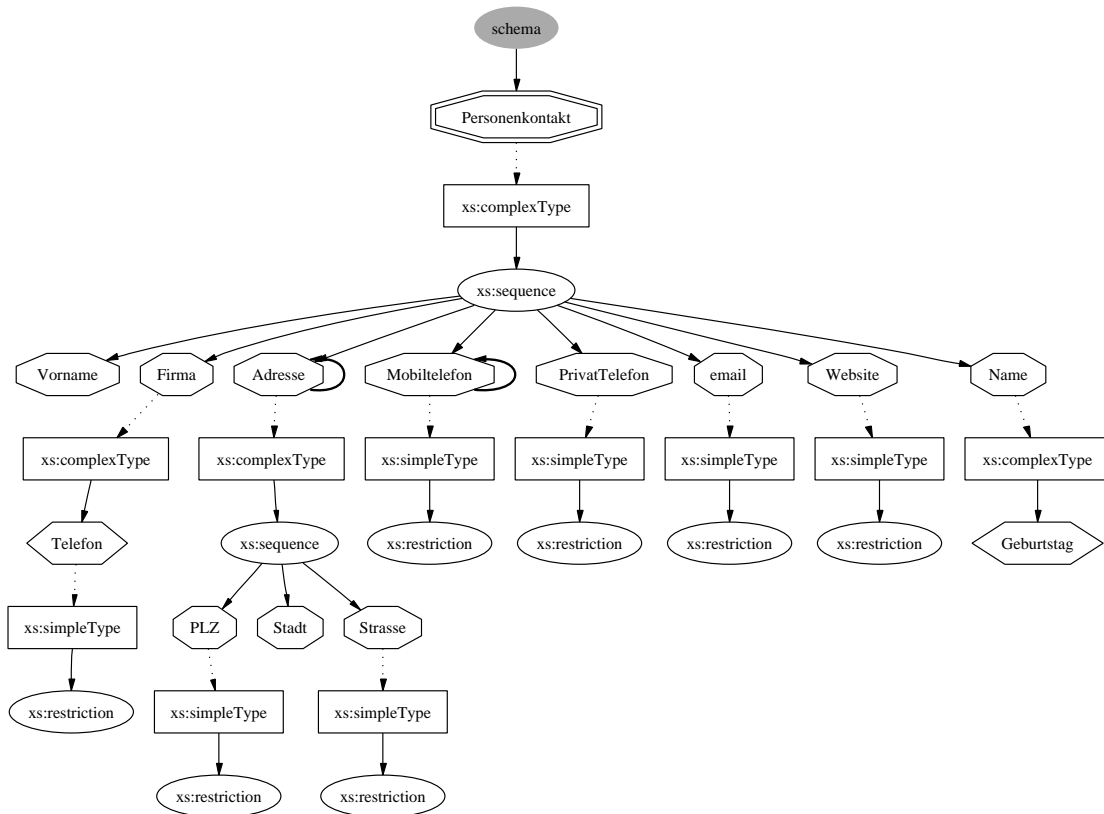 schema
Personenkontakt
xs:complexType
xs:sequence
Vorname
Firma
Adresse
Mobiltelefon
PrivatTelefon
email
Website
Name
xs:complexType
xs:complexType
xs:simpleType
xs:simpleType
xs:simpleType
xs:simpleType
xs:complexType
Telefon
xs:sequence
xs:restriction
xs:restriction
xs:restriction
xs:restriction
Geburtstag
xs:simpleType
PLZ
Stadt
Strasse
xs:restriction
xs:simpleType
xs:simpleType
xs:restriction
xs:restriction